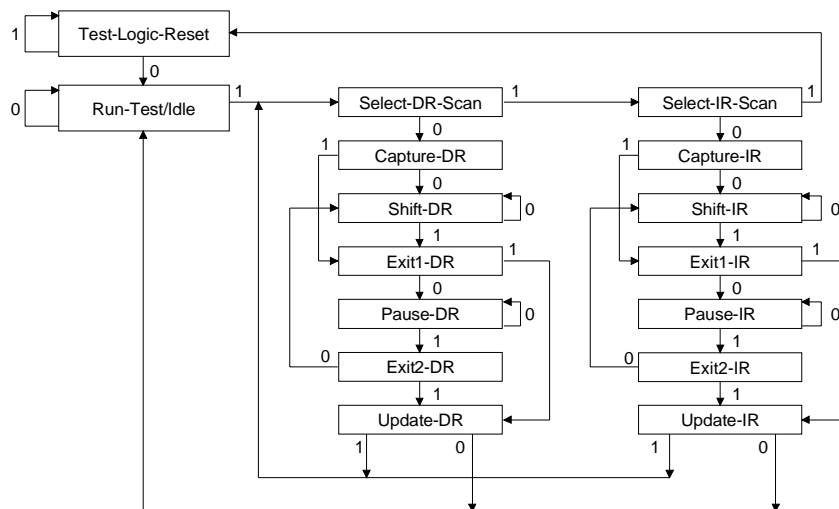 Test-Logic-Reset
1
0
Run-Test/Idle
0
1
Select-DR-Scan
1
Select-IR-Scan
1
0
0
1
Capture-DR
1
Capture-IR
0
0
Shift-DR
0
Shift-IR
0
1
1
Exit1-DR
1
Exit1-IR
1
0
0
Pause-DR
0
Pause-IR
0
1
1
0
Exit2-DR
0
Exit2-IR
1
1
Update-DR
Update-IR
1
0
1
0